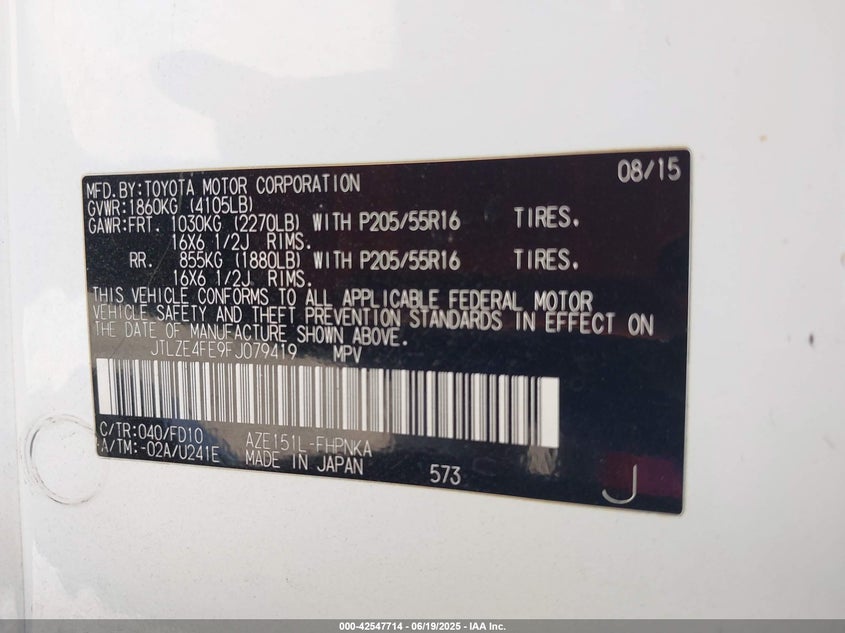 08/15
MFD.BY:TOYOTA MOTOR CORPORATION
GVWR:1860KG (4105LB)
GAWR:FRT. 1030KG (2270LB) WITH P205/55R16 TIRES.
16X6 1/2J RIMS.
RR. 855KG (1880LB) WITH P205/55R16 TIRES.
16X6 1/2J RIMS.
THIS VEHICLE CONFORMS TO ALL APPLICABLE FEDERAL MOTOR
VEHICLE SAFETY AND THEFT PREVENTION STANDARDS IN EFFECT ON
THE DATE OF MANUFACTURE SHOWN ABOVE.
JTLZE4FE9FJ079419 MPV
C/TR:040/FD10 AZE151L-FHPNKA
A/TM:-02A/U241E MADE IN JAPAN 573
J
000-42547714 - 06/19/2025 - IAA Inc.